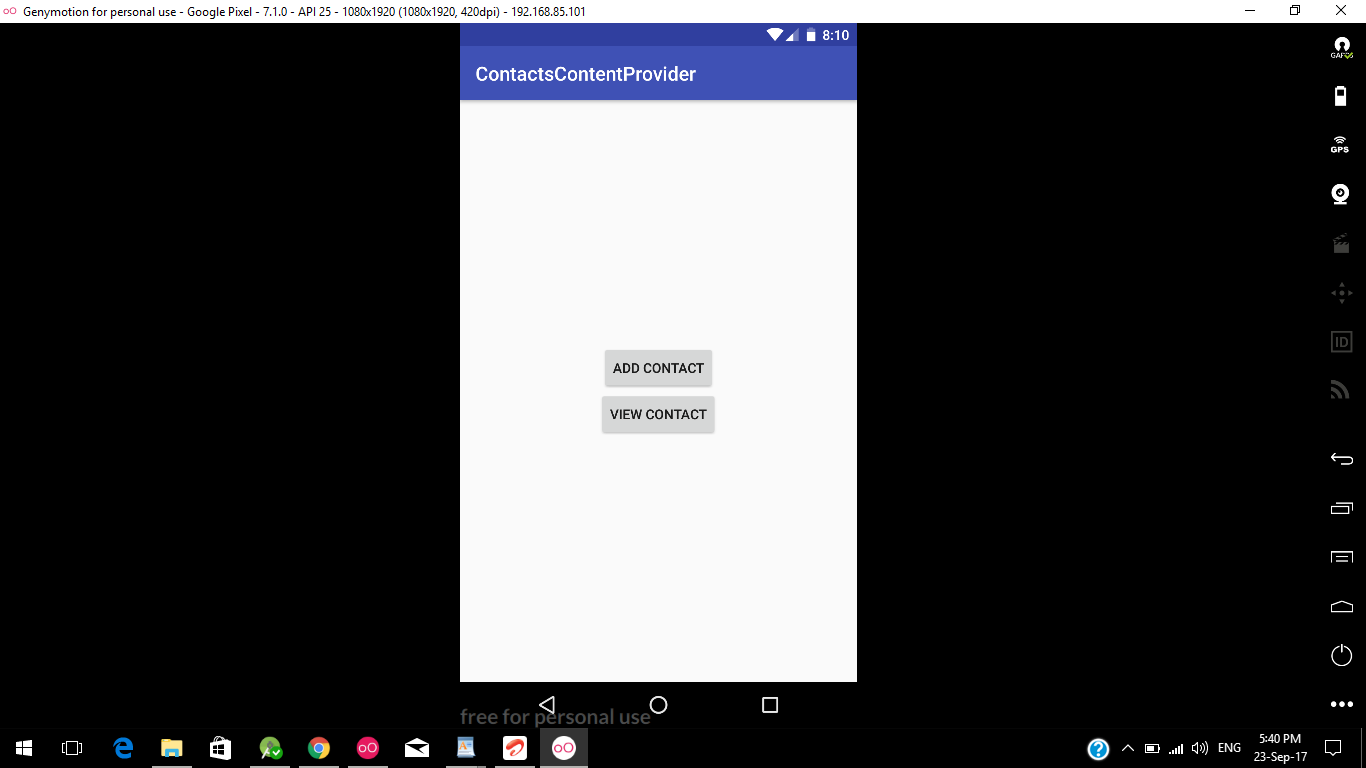 Genymotion for personal use - Google Pixel - 7.1.0 - API 25 - 1080x1920 (1080x1920, 420dpi) - 192.168.85.101
8:10
ContactsContentProvider
ADD CONTACT
VIEW CONTACT
free for personal use
GAPPS
GPS
ID
ENG
5:40 PM
23-Sep-17